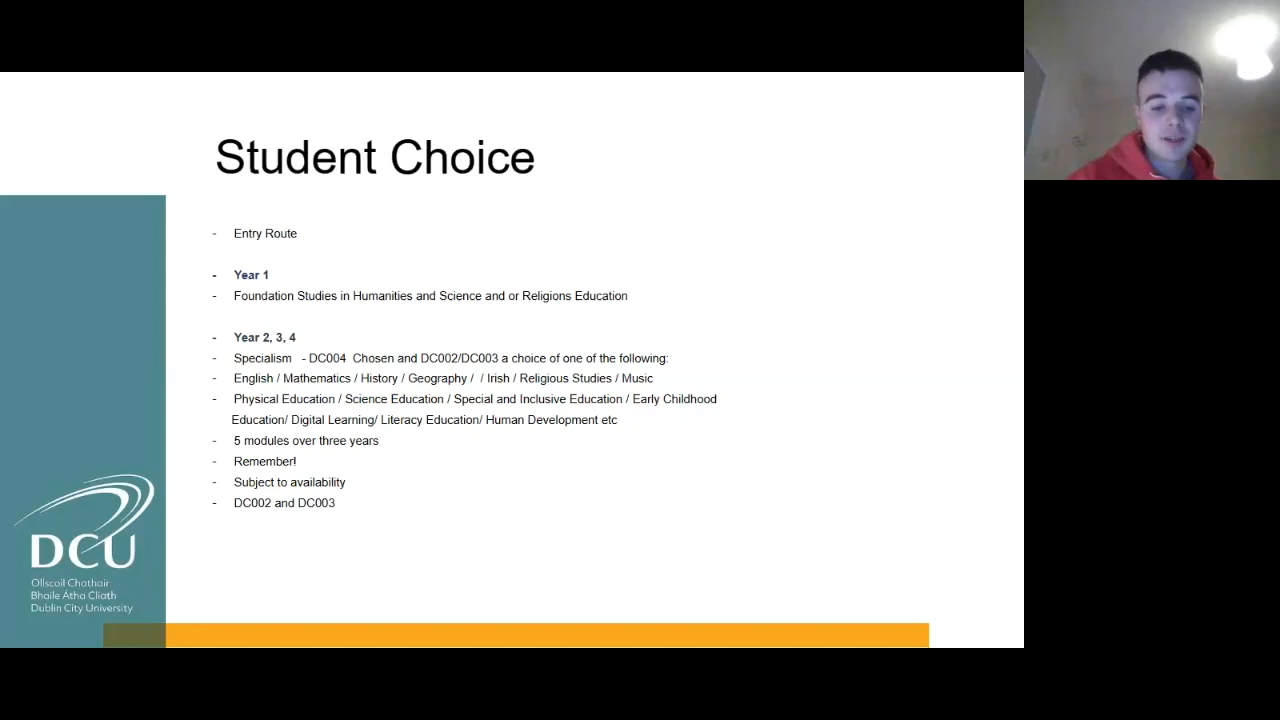 Student Choice
- Entry Route
- Year 1
- Foundation Studies in Humanities and Science and or Religions Education
- Year 2, 3, 4
- Specialism - DC004 Chosen and DC002/DC003 a choice of one of the following:
- English / Mathematics / History / Geography / / Irish / Religious Studies / Music
- Physical Education / Science Education / Special and Inclusive Education / Early Childhood
Education/ Digital Learning/ Literacy Education/ Human Development etc
- 5 modules over three years
- Remember!
- Subject to availability
- DC002 and DC003
DCU
Ollscoil Chathair
Bhaile Átha Cliath
Dublin City University